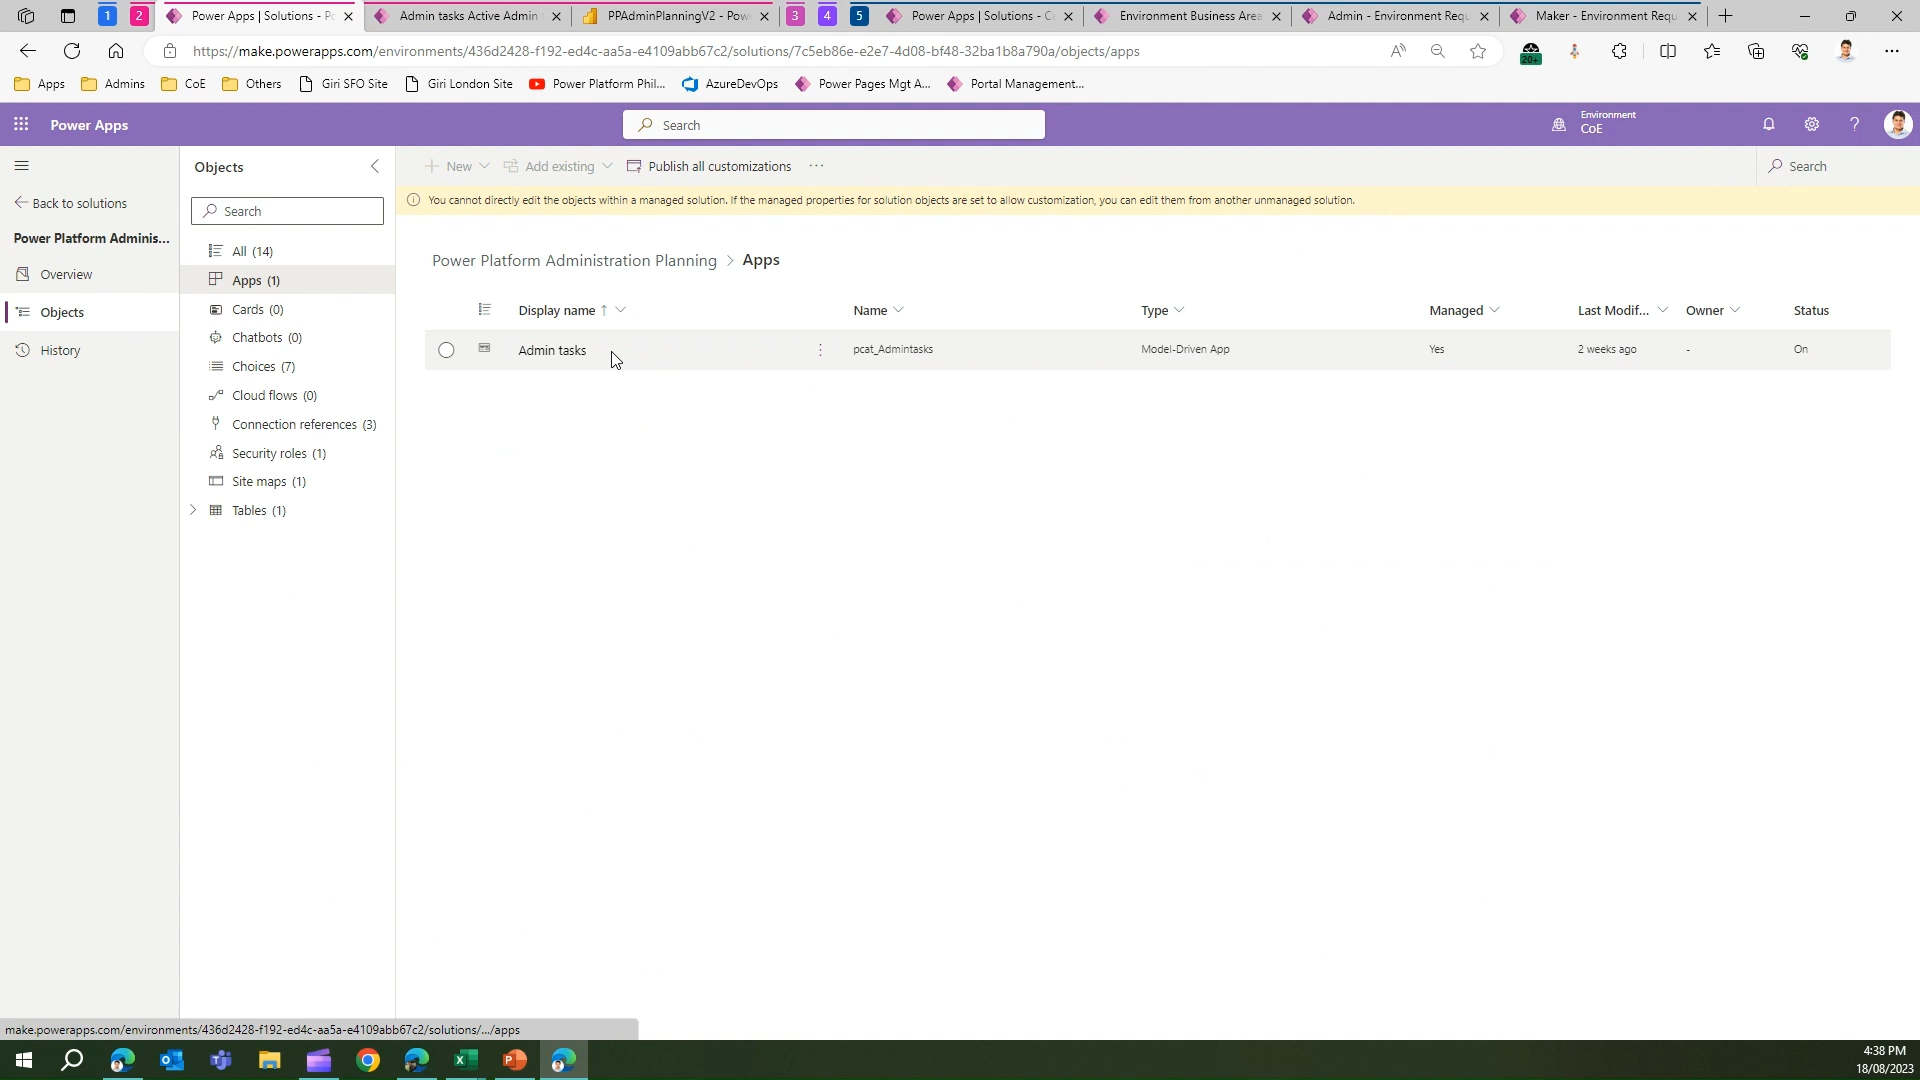 1
2
Power Apps | Solutions - Po
Admin tasks Active Admin
PPAdminPlanningV2 - Pow
3
4
5
Power Apps | Solutions - Ce
Environment Business Area
Admin - Environment Requ
Maker - Environment Requ
https://make.powerapps.com/environments/436d2428-f192-ed4c-aa5a-e4109abb67c2/solutions/7c5eb86e-e2e7-4d08-bf48-32ba1b8a790a/objects/apps
20+
Apps
Admins
CoE
Others
Giri SFO Site
Giri London Site
Power Platform Phil...
AzureDevOps
Power Pages Mgt A...
Portal Management...
Power Apps
Search
Environment
CoE
Back to solutions
Power Platform Adminis...
Overview
Objects
History
Objects
Search
All (14)
Apps (1)
Cards (0)
Chatbots (0)
Choices (7)
Cloud flows (0)
Connection references (3)
Security roles (1)
Site maps (1)
Tables (1)
New
Add existing
Publish all customizations
Search
You cannot directly edit the objects within a managed solution. If the managed properties for solution objects are set to allow customization, you can edit them from another unmanaged solution.
Power Platform Administration Planning > Apps
Display name ↑ Name Type Managed Last Modif... Owner Status
Admin tasks pcat_Admintasks Model-Driven App Yes 2 weeks ago - On
make.powerapps.com/environments/436d2428-f192-ed4c-aa5a-e4109abb67c2/solutions/.../apps
4:38 PM
18/08/2023